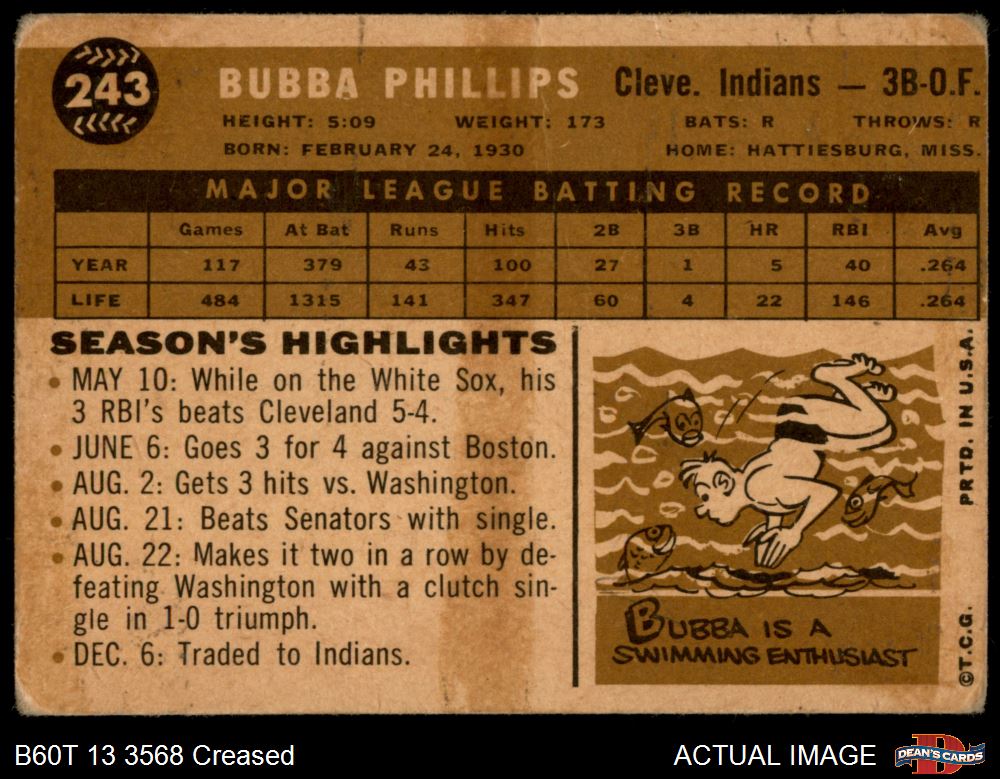 243
BUBBA PHILLIPS Cleve. Indians — 3B-O.F.
HEIGHT: 5:09 WEIGHT: 173 BATS: R THROWS: R
BORN: FEBRUARY 24, 1930 HOME: HATTIESBURG, MISS.
MAJOR LEAGUE BATTING RECORD
Games At Bat Runs Hits 2B 3B HR RBI Avg
YEAR 117 379 43 100 27 1 5 40 .264
LIFE 484 1315 141 347 60 4 22 146 .264
SEASON'S HIGHLIGHTS
• MAY 10: While on the White Sox, his
3 RBI's beats Cleveland 5-4.
• JUNE 6: Goes 3 for 4 against Boston.
• AUG. 2: Gets 3 hits vs. Washington.
• AUG. 21: Beats Senators with single.
• AUG. 22: Makes it two in a row by de-
feating Washington with a clutch sin-
gle in 1-0 triumph.
• DEC. 6: Traded to Indians.
BUBBA IS A
SWIMMING ENTHUSIAST
©T.C.G. PRTD. IN U.S.A.
B60T 13 3568 Creased ACTUAL IMAGE
DEAN'S CARDS